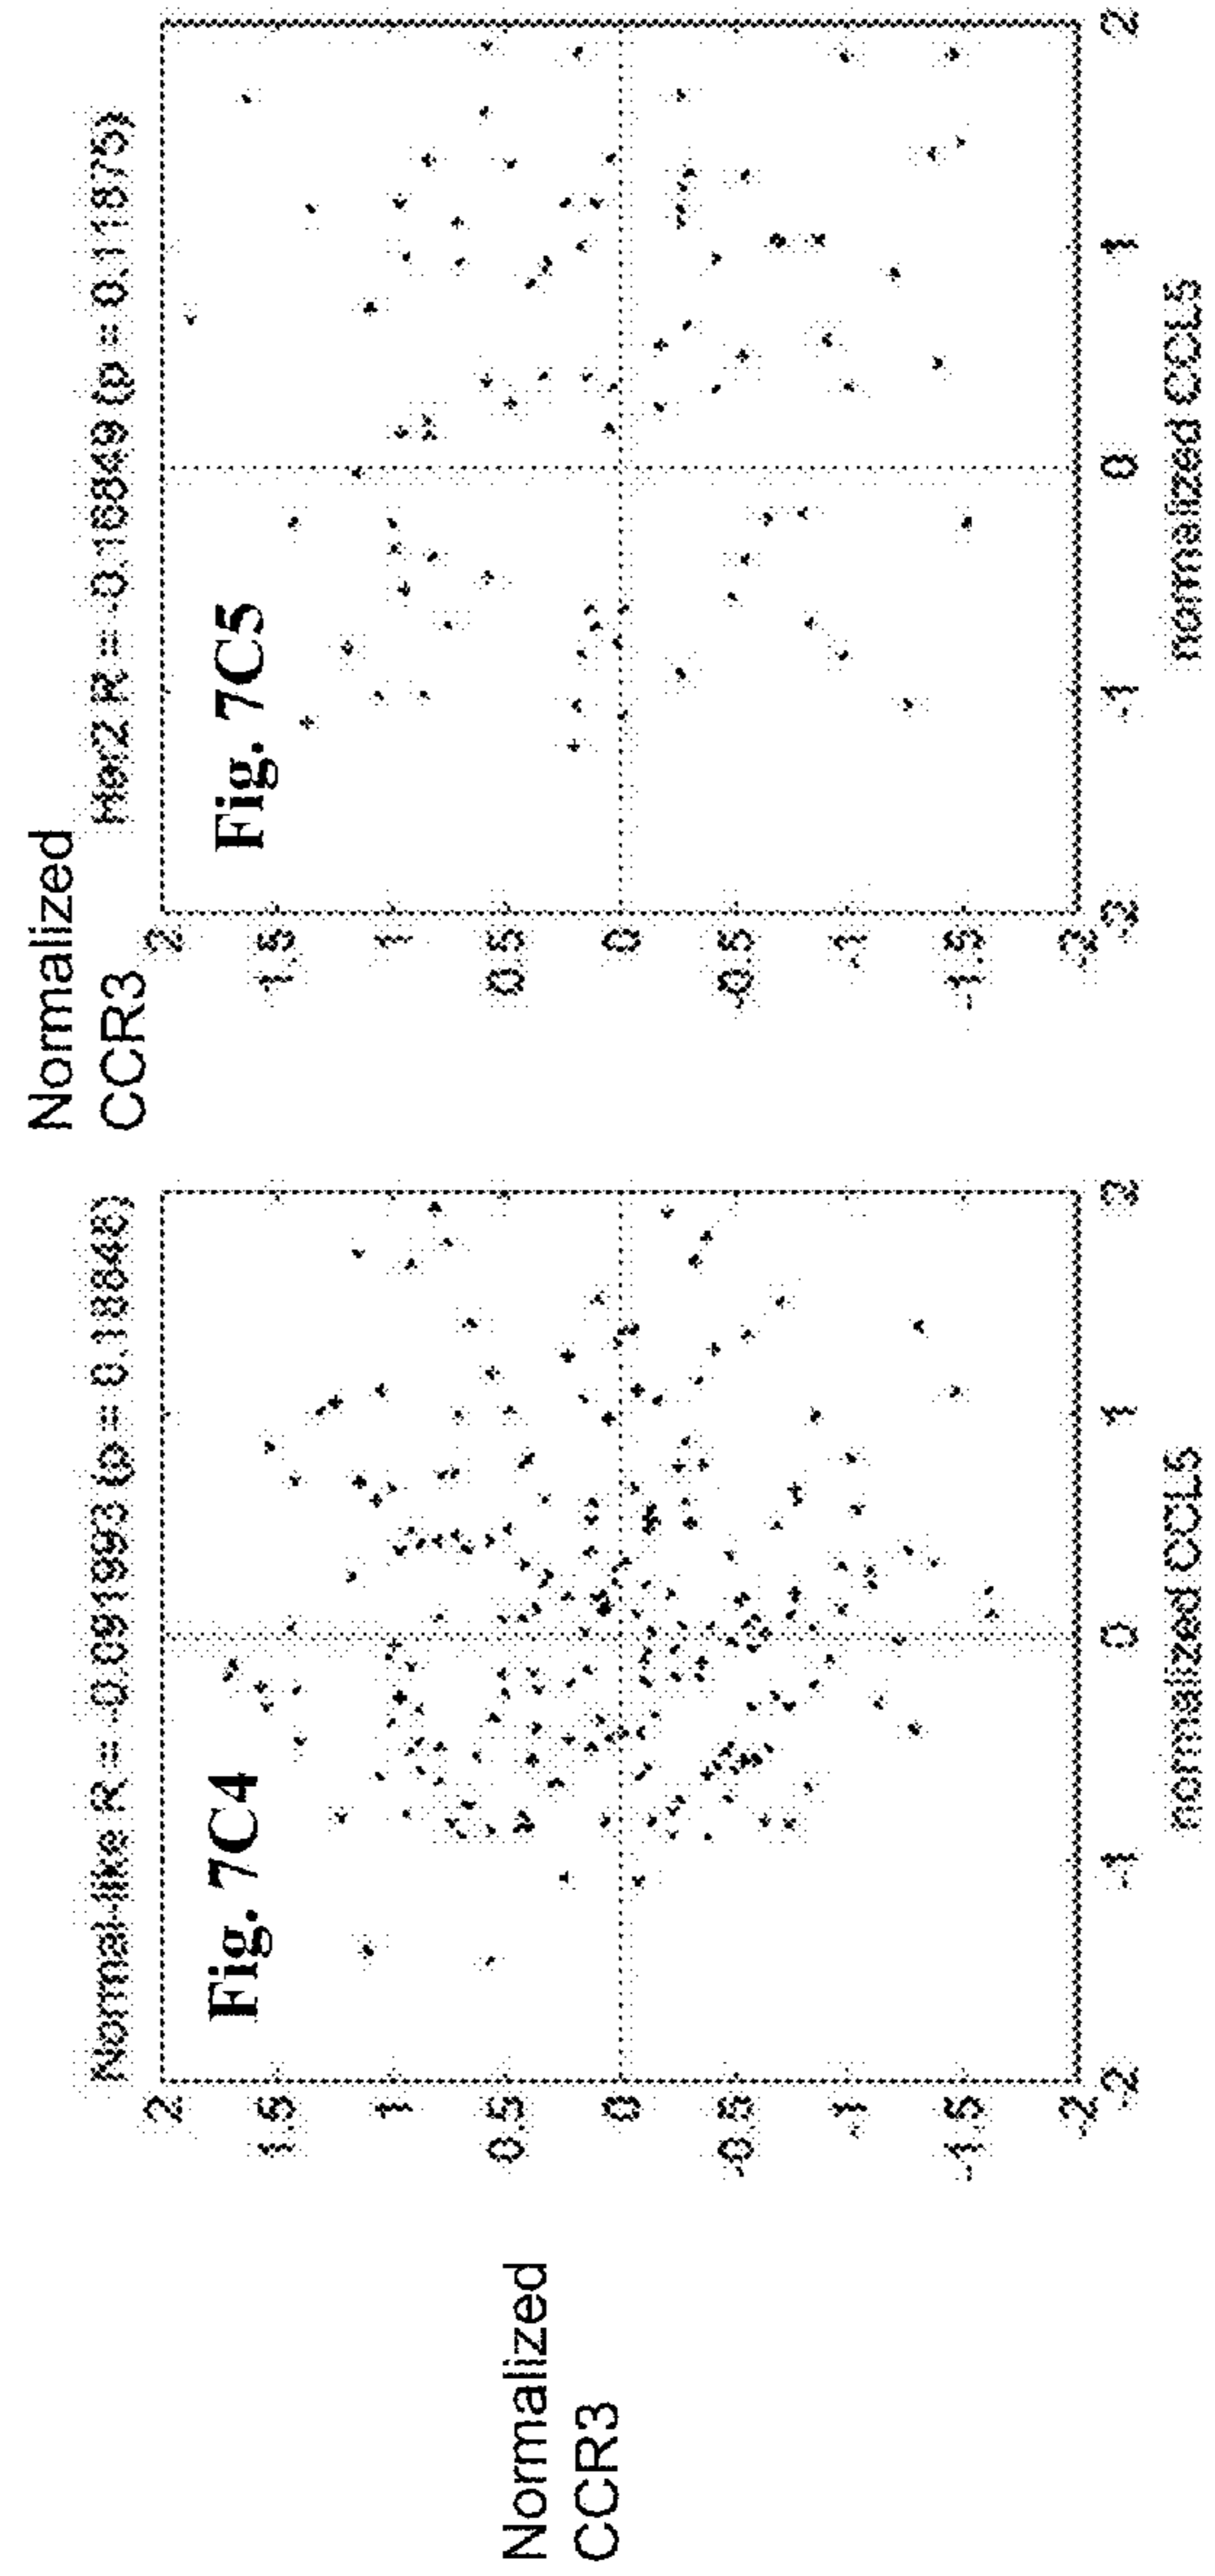 Normalized
CCR3
Normal-like R = -0.091993 (p = 0.18848)
Fig. 7C4
2
1.5
1
0.5
0
-0.5
-1
-1.5
-2
-2
-1
0
1
2
normalized CCL5
Normalized
CCR3
Her2 R = -0.16849 (p = 0.11875)
Fig. 7C5
2
1.5
1
0.5
0
-0.5
-1
-1.5
-2
-2
-1
0
1
2
normalized CCL5